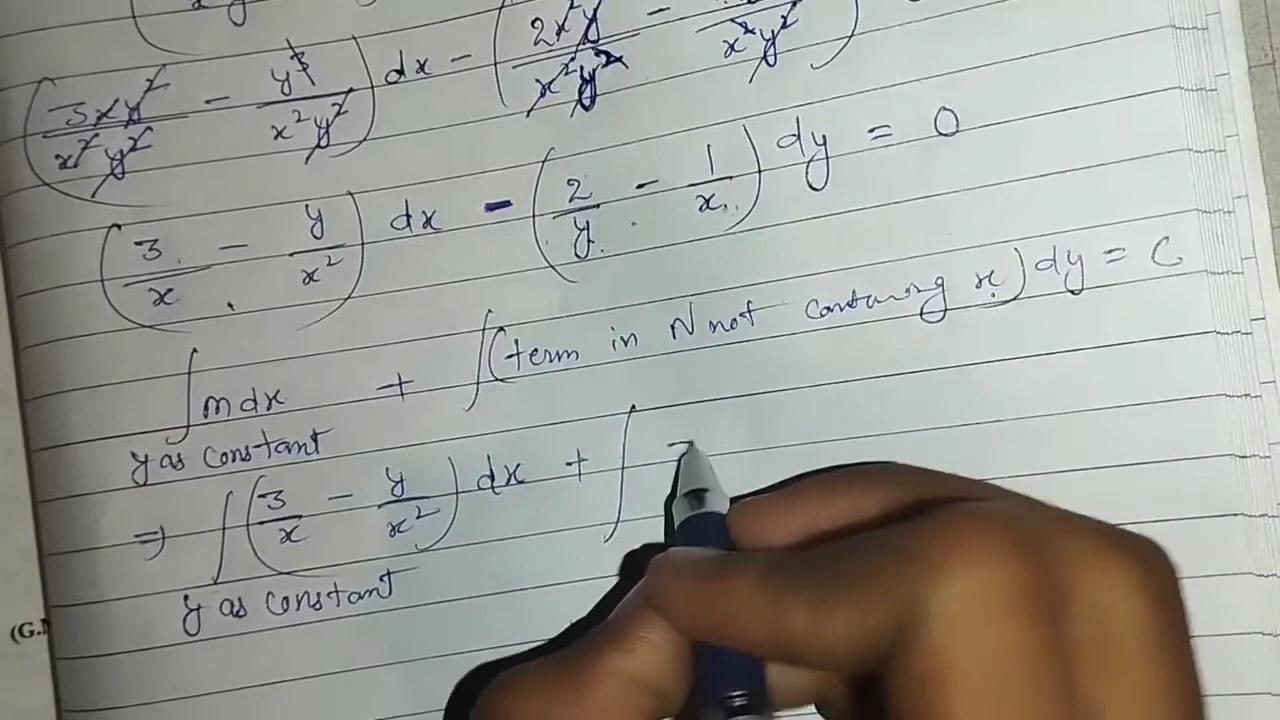 (3xy²/x²y² - y³/x²y²) dx - (2x²y/x²y² - /x²y²)
(3/x - y/x²) dx - (2/y - 1/x) dy = 0
∫ m dx + ∫(term in N not containing x) dy = C
y as constant
⇒ ∫(3/x - y/x²) dx + ∫
y as constant